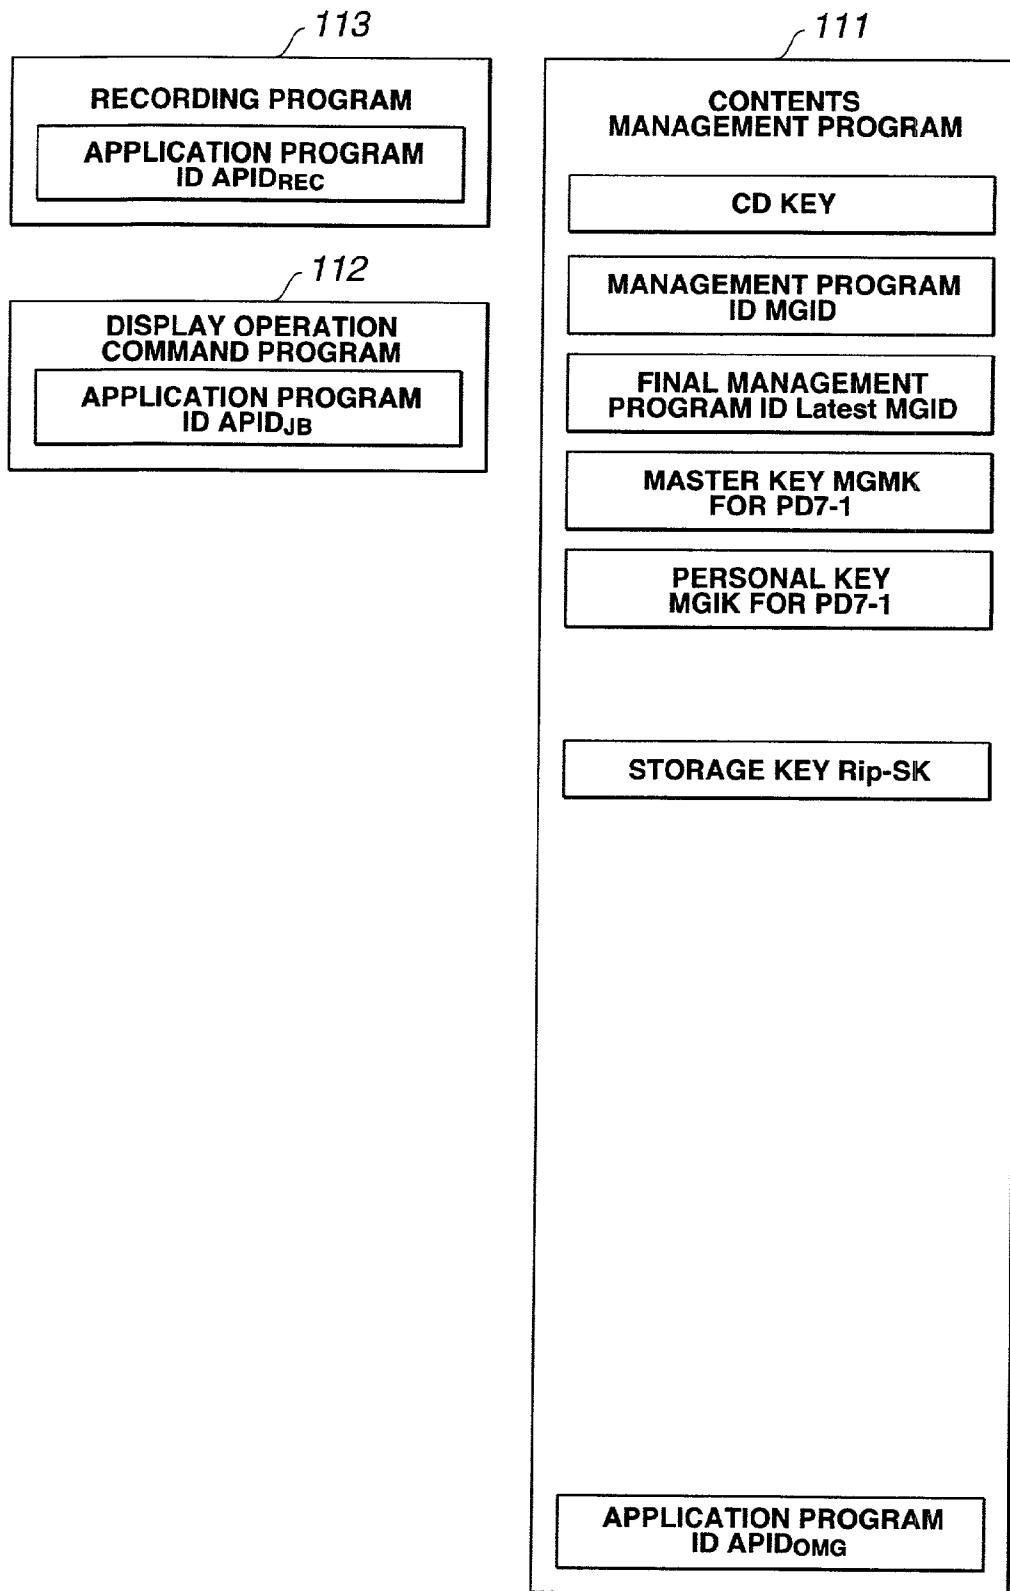 113
RECORDING PROGRAM
APPLICATION PROGRAM
ID APIDREC
112
DISPLAY OPERATION
COMMAND PROGRAM
APPLICATION PROGRAM
ID APIDJB
111
CONTENTS
MANAGEMENT PROGRAM
CD KEY
MANAGEMENT PROGRAM
ID MGID
FINAL MANAGEMENT
PROGRAM ID Latest MGID
MASTER KEY MGMK
FOR PD7-1
PERSONAL KEY
MGIK FOR PD7-1
STORAGE KEY Rip-SK
APPLICATION PROGRAM
ID APIDOMG